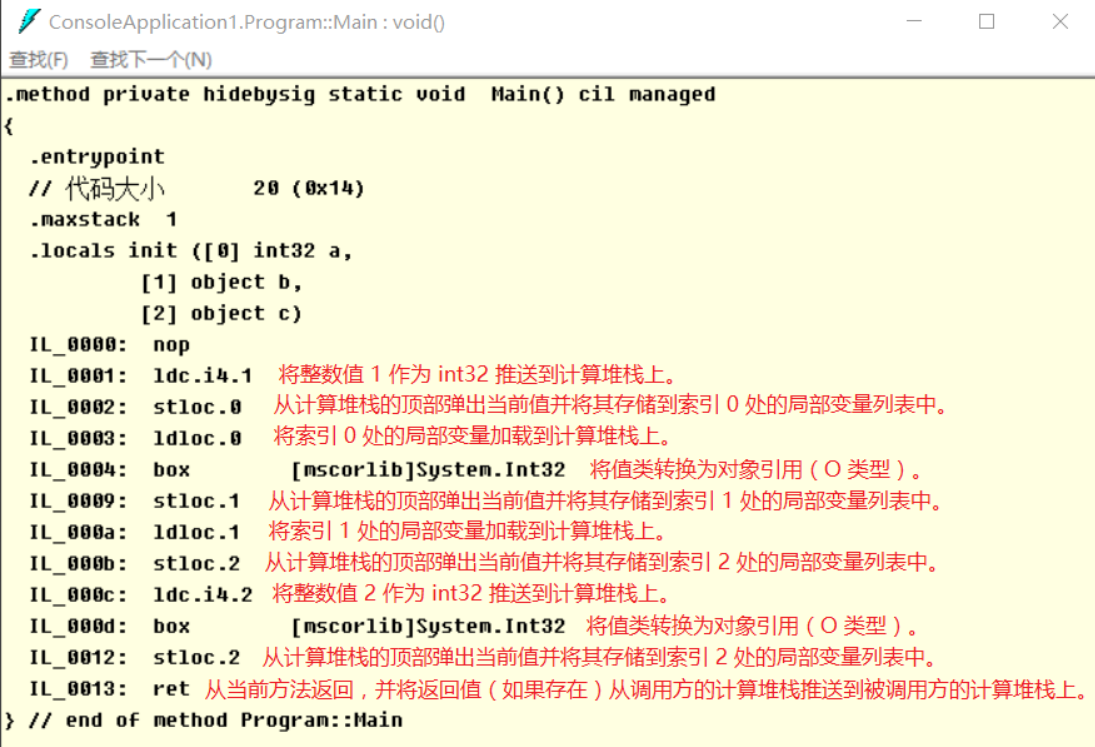 ConsoleApplication1.Program::Main : void()
查找(F) 查找下一个(N)
.method private hidebysig static void  Main() cil managed
{
  .entrypoint
  // 代码大小       20 (0x14)
  .maxstack  1
  .locals init ([0] int32 a,
           [1] object b,
           [2] object c)
  IL_0000:  nop
  IL_0001:  ldc.i4.1 将整数值 1 作为 int32 推送到计算堆栈上。
  IL_0002:  stloc.0 从计算堆栈的顶部弹出当前值并将其存储到索引 0 处的局部变量列表中。
  IL_0003:  ldloc.0 将索引 0 处的局部变量加载到计算堆栈上。
  IL_0004:  box        [mscorlib]System.Int32 将值类转换为对象引用（O 类型）。
  IL_0009:  stloc.1 从计算堆栈的顶部弹出当前值并将其存储到索引 1 处的局部变量列表中。
  IL_000a:  ldloc.1 将索引 1 处的局部变量加载到计算堆栈上。
  IL_000b:  stloc.2 从计算堆栈的顶部弹出当前值并将其存储到索引 2 处的局部变量列表中。
  IL_000c:  ldc.i4.2 将整数值 2 作为 int32 推送到计算堆栈上。
  IL_000d:  box        [mscorlib]System.Int32 将值类转换为对象引用（O 类型）。
  IL_0012:  stloc.2 从计算堆栈的顶部弹出当前值并将其存储到索引 2 处的局部变量列表中。
  IL_0013:  ret 从当前方法返回，并将返回值（如果存在）从调用方的计算堆栈推送到被调用方的计算堆栈上。
} // end of method Program::Main